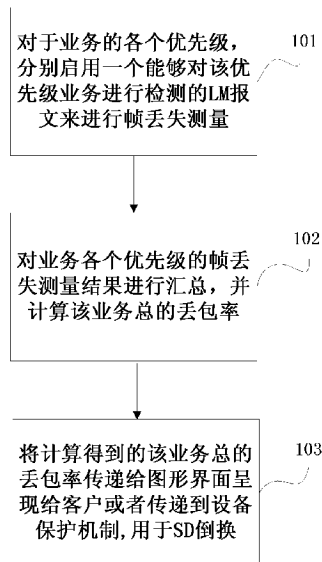 对于业务的各个优先级，
分别启用一个能够对该优
先级业务进行检测的LM报
文来进行帧丢失测量
101
对业务各个优先级的帧丢
失测量结果进行汇总，并
计算该业务总的丢包率
102
将计算得到的该业务总的
丢包率传递给图形界面呈
现给客户或者传递到设备
保护机制,用于SD倒换
103